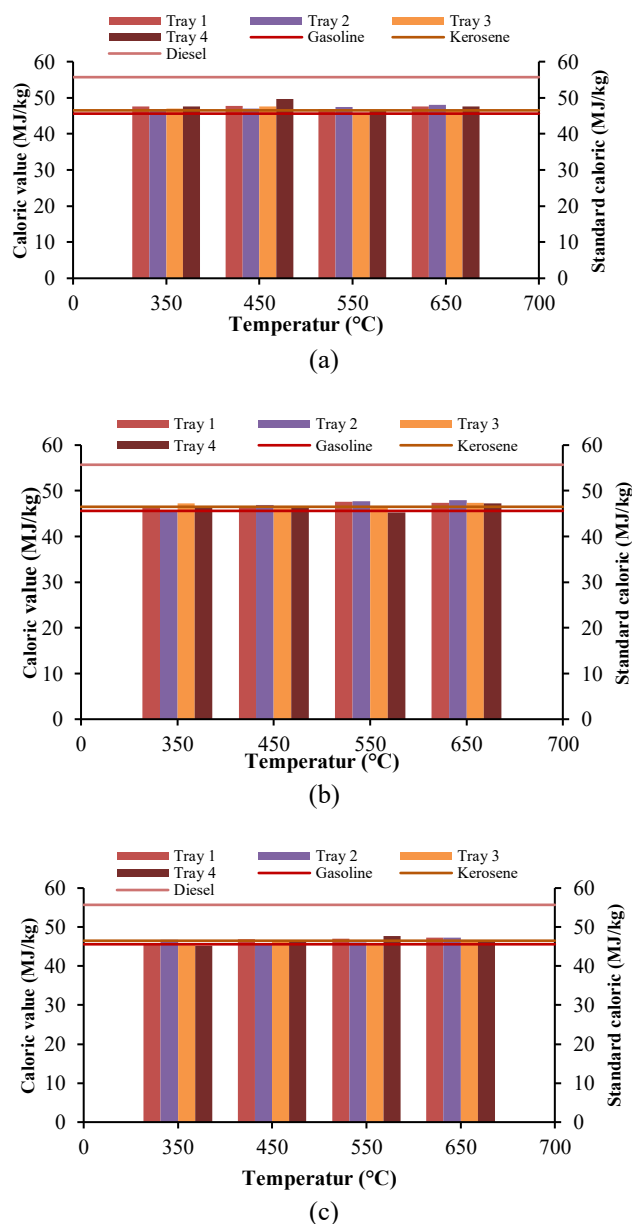 Tray 1 Tray 2 Tray 3
Tray 4 Gasoline Kerosene
Diesel
60 60
50 50
40 40
30 30
20 20
10 10
0 0
Caloric value (MJ/kg)
Standard caloric (MJ/kg)
0 350 450 550 650 700
Temperatur (°C)
(a)
Tray 1 Tray 2 Tray 3
Tray 4 Gasoline Kerosene
60 60
50 50
40 40
30 30
20 20
10 10
0 0
Caloric value (MJ/kg)
Standard caloric (MJ/kg)
0 350 450 550 650 700
Temperatur (°C)
(b)
Tray 1 Tray 2 Tray 3
Tray 4 Gasoline Kerosene
Diesel
60 60
50 50
40 40
30 30
20 20
10 10
0 0
Caloric value (MJ/kg)
Standard caloric (MJ/kg)
0 350 450 550 650 700
Temperatur (°C)
(c)